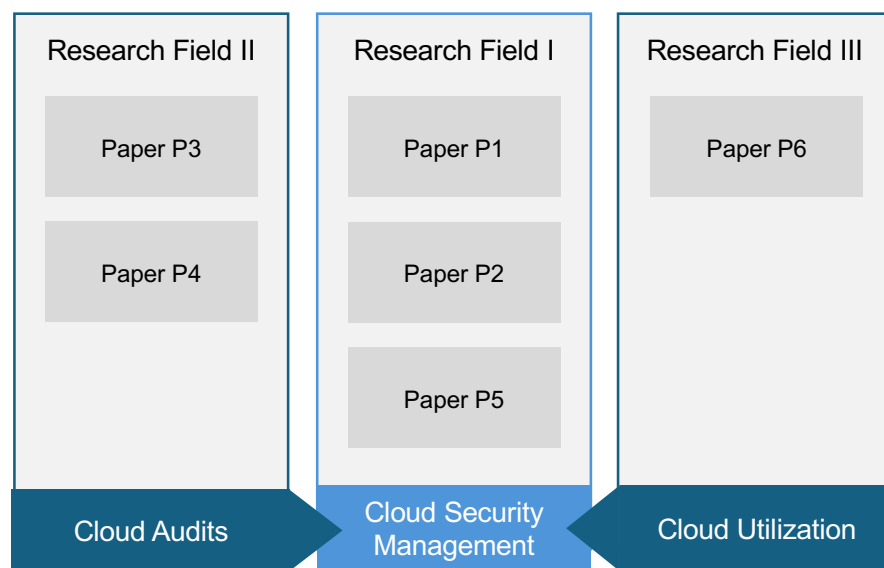 Research Field II
Paper P3
Paper P4
Cloud Audits
Research Field I
Paper P1
Paper P2
Paper P5
Cloud Security
Management
Research Field III
Paper P6
Cloud Utilization